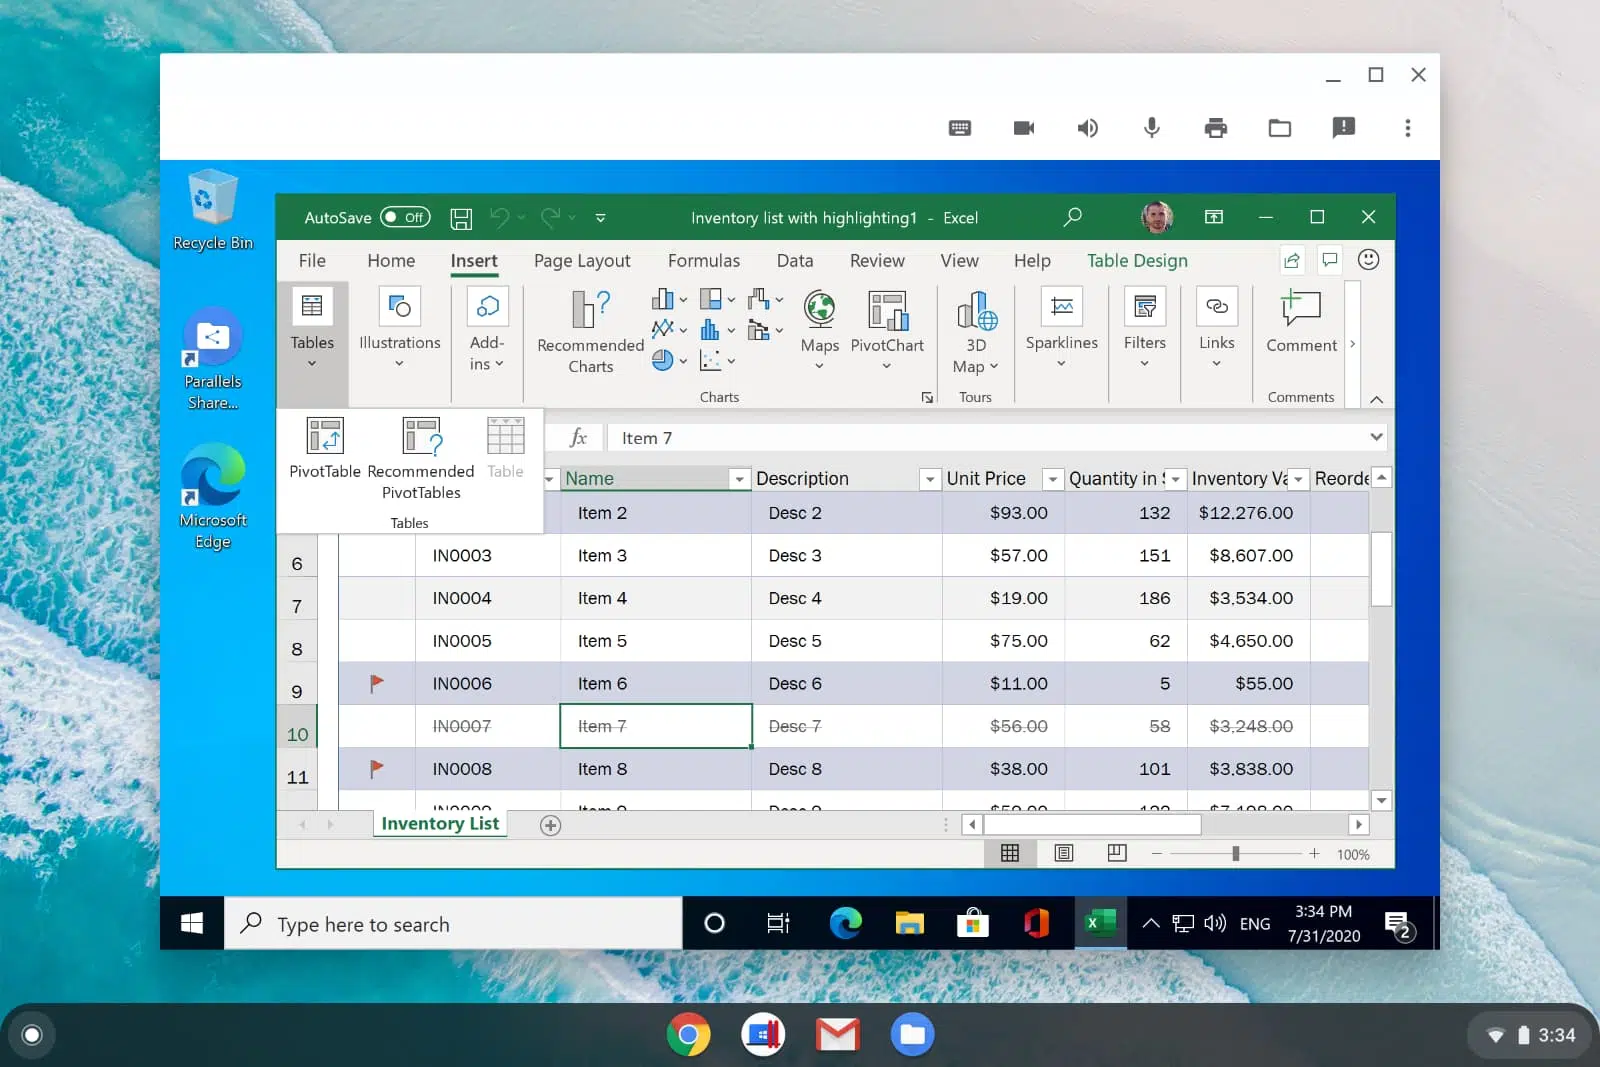 Recycle Bin
Parallels
Share...
Microsoft
Edge
AutoSave Off
Inventory list with highlighting1 - Excel
File Home Insert Page Layout Formulas Data Review View Help Table Design
Tables
Illustrations
Add-
ins
Recommended
Charts
Maps
PivotChart
3D
Map
Sparklines
Filters
Links
Comment
Charts
Tours
Comments
PivotTable
Recommended
PivotTables
Table
Tables
fx Item 7
Name Description Unit Price Quantity in Inventory Va Reorde
Item 2 Desc 2 $93.00 132 $12,276.00
6 IN0003 Item 3 Desc 3 $57.00 151 $8,607.00
7 IN0004 Item 4 Desc 4 $19.00 186 $3,534.00
8 IN0005 Item 5 Desc 5 $75.00 62 $4,650.00
9 IN0006 Item 6 Desc 6 $11.00 5 $55.00
10 IN0007 Item 7 Desc 7 $56.00 58 $3,248.00
11 IN0008 Item 8 Desc 8 $38.00 101 $3,838.00
Inventory List
100%
Type here to search
ENG
3:34 PM
7/31/2020
2
3:34